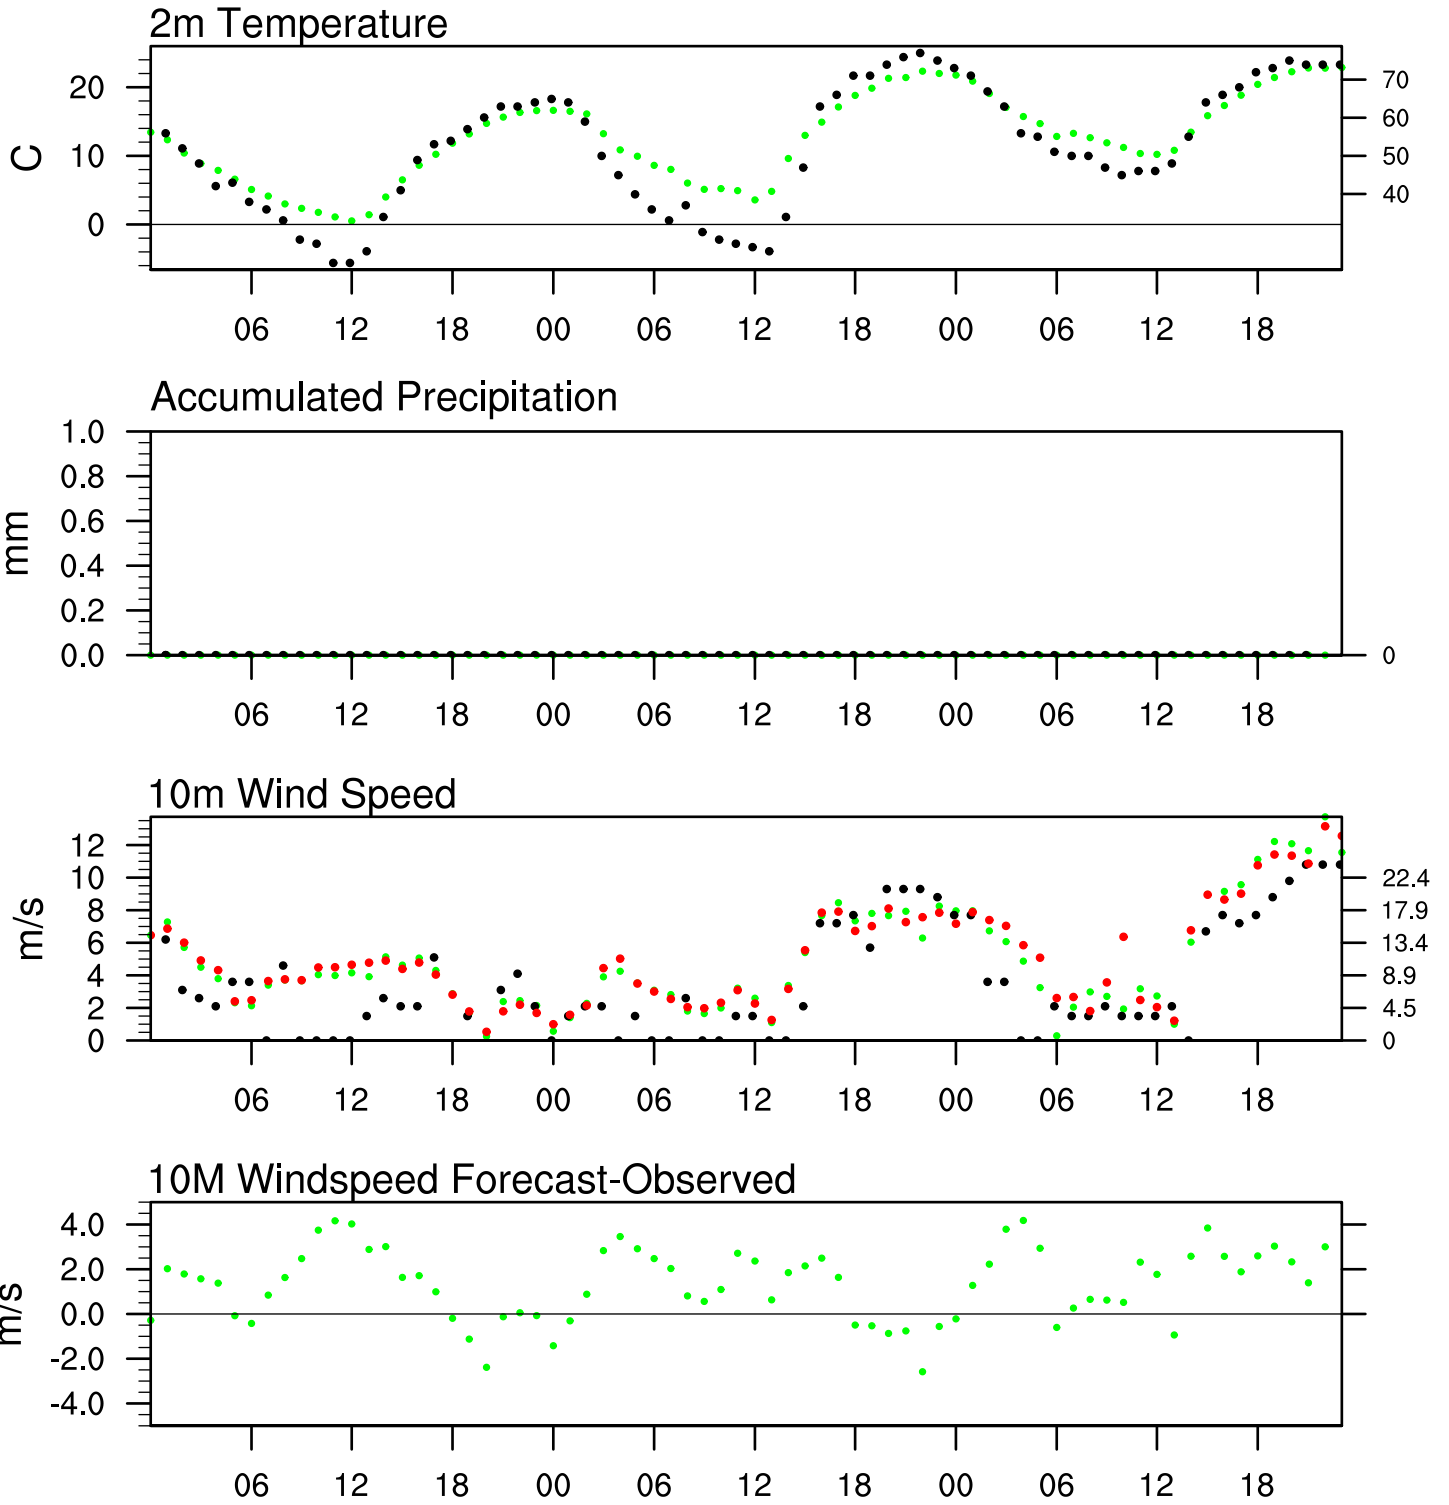 2m Temperature
20
10
0
C
70
60
50
40
06 12 18 00 06 12 18 00 06 12 18
Accumulated Precipitation
1.0
0.8
0.6
0.4
0.2
0.0
mm
0
06 12 18 00 06 12 18 00 06 12 18
10m Wind Speed
12
10
8
6
4
2
0
m/s
22.4
17.9
13.4
8.9
4.5
0
06 12 18 00 06 12 18 00 06 12 18
10M Windspeed Forecast-Observed
4.0
2.0
0.0
-2.0
-4.0
m/s
06 12 18 00 06 12 18 00 06 12 18